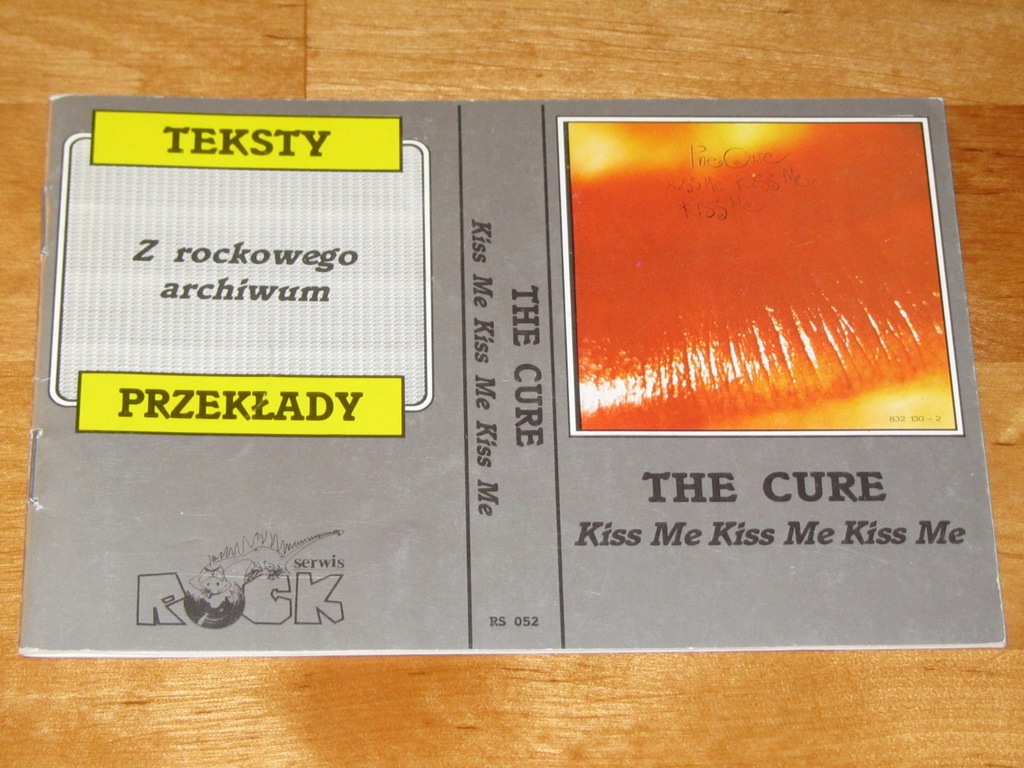 TEKSTY
Z rockowego
archiwum
PRZEKŁADY
serwis
ROCK
Kiss Me Kiss Me Kiss Me
THE CURE
RS 052
The Cure
Kiss Me Kiss Me
Kiss Me
832 130 - 2
THE CURE
Kiss Me Kiss Me Kiss Me